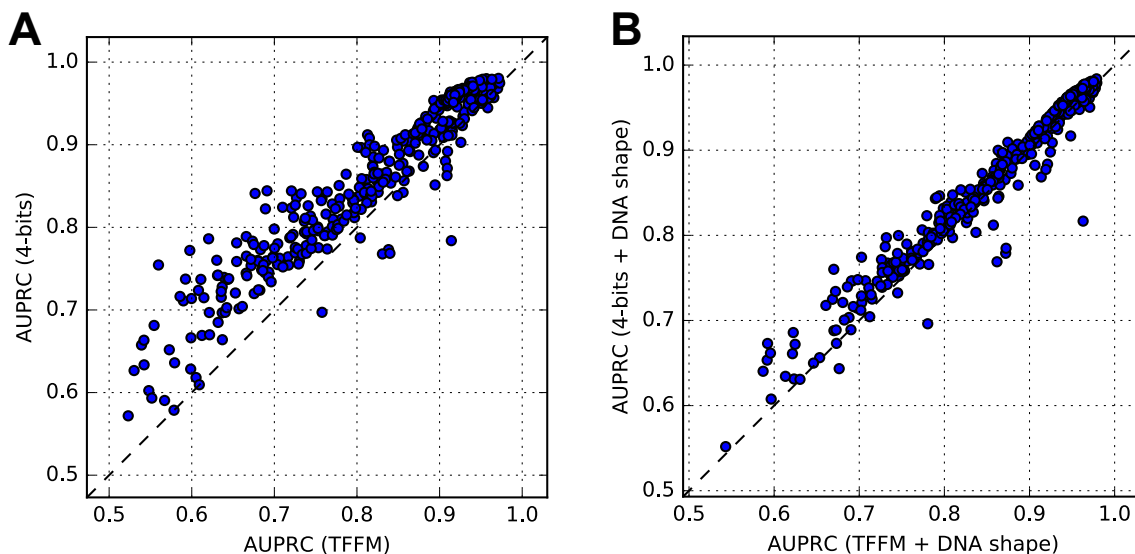 A
1.0
0.9
0.8
0.7
0.6
0.5
AUPRC (4-bits)
0.5 0.6 0.7 0.8 0.9 1.0
AUPRC (TFFM)
B
1.0
0.9
0.8
0.7
0.6
0.5
AUPRC (4-bits + DNA shape)
0.5 0.6 0.7 0.8 0.9 1.0
AUPRC (TFFM + DNA shape)